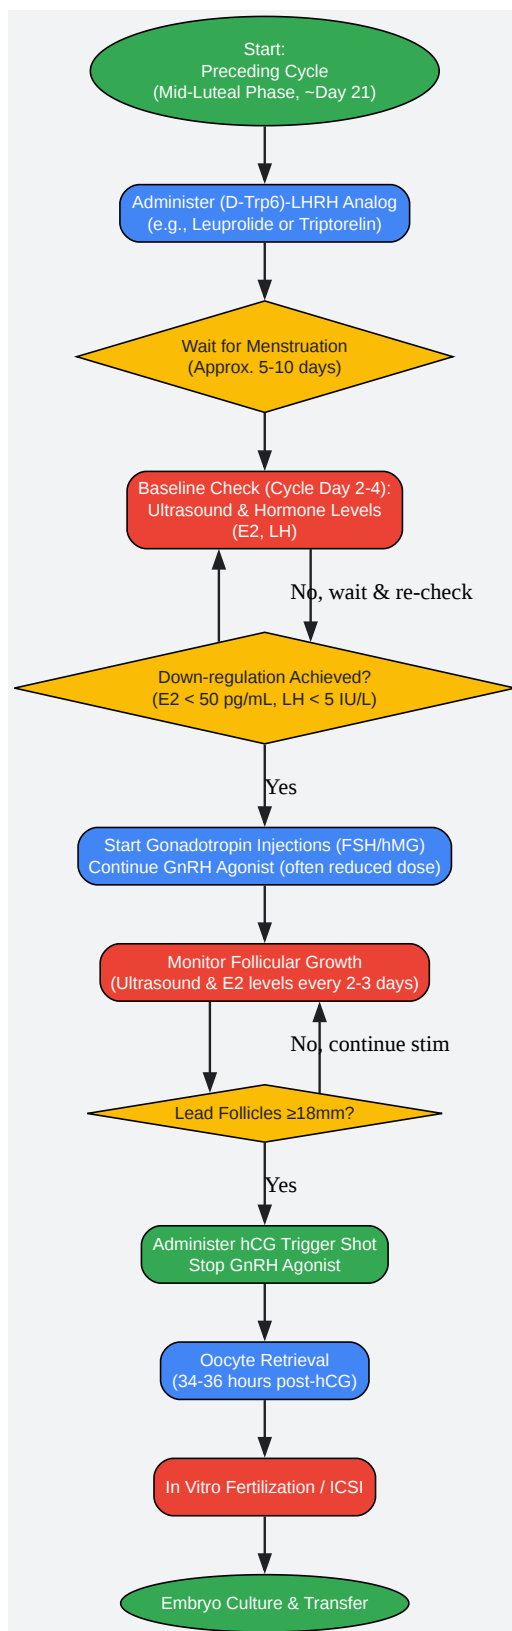 Start:
Preceding Cycle
(Mid-Luteal Phase, ~Day 21)
Administer (D-Trp6)-LHRH Analog
(e.g., Leuprolide or Triptorelin)
Wait for Menstruation
(Approx. 5-10 days)
Baseline Check (Cycle Day 2-4):
Ultrasound & Hormone Levels
(E2, LH)
No, wait & re-check
Down-regulation Achieved?
(E2 < 50 pg/mL, LH < 5 IU/L)
Yes
Start Gonadotropin Injections (FSH/hMG)
Continue GnRH Agonist (often reduced dose)
Monitor Follicular Growth
(Ultrasound & E2 levels every 2-3 days)
No, continue stim
Lead Follicles ≥18mm?
Yes
Administer hCG Trigger Shot
Stop GnRH Agonist
Oocyte Retrieval
(34-36 hours post-hCG)
In Vitro Fertilization / ICSI
Embryo Culture & Transfer